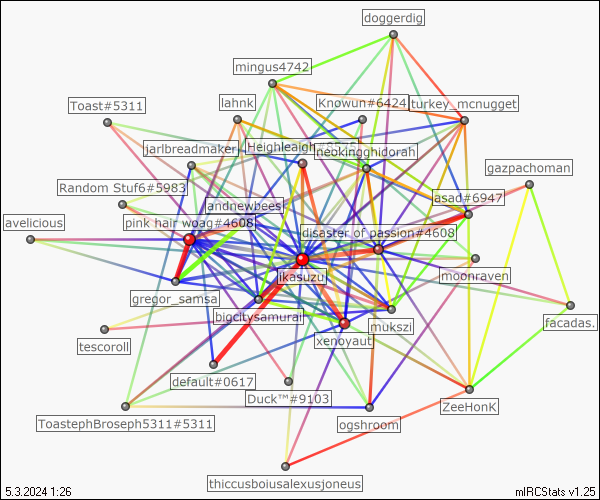 doggerdig
mingus4742
Toast#5311
lahnk
Knowun#6424
turkey_mcnugget
jarlbreadmaker
Heighleaigh#
neckingghidorah
gazpachoman
Random Stuf6#5983
andnewbees
asad#6947
avelicious
pink hair woag#4608
disaster of passion#4608
ikasuzu
moonraven
gregor_samsa
bigcitysamurai
mukszi
facadas.
tescoroll
xenoyaut
default#0617
Duck™#9103
ZeeHonK
ToastephBroseph5311#5311
ogshroom
thiccusboiusalexusjoneus
5.3.2024 1:26
mIRCStats v1.25